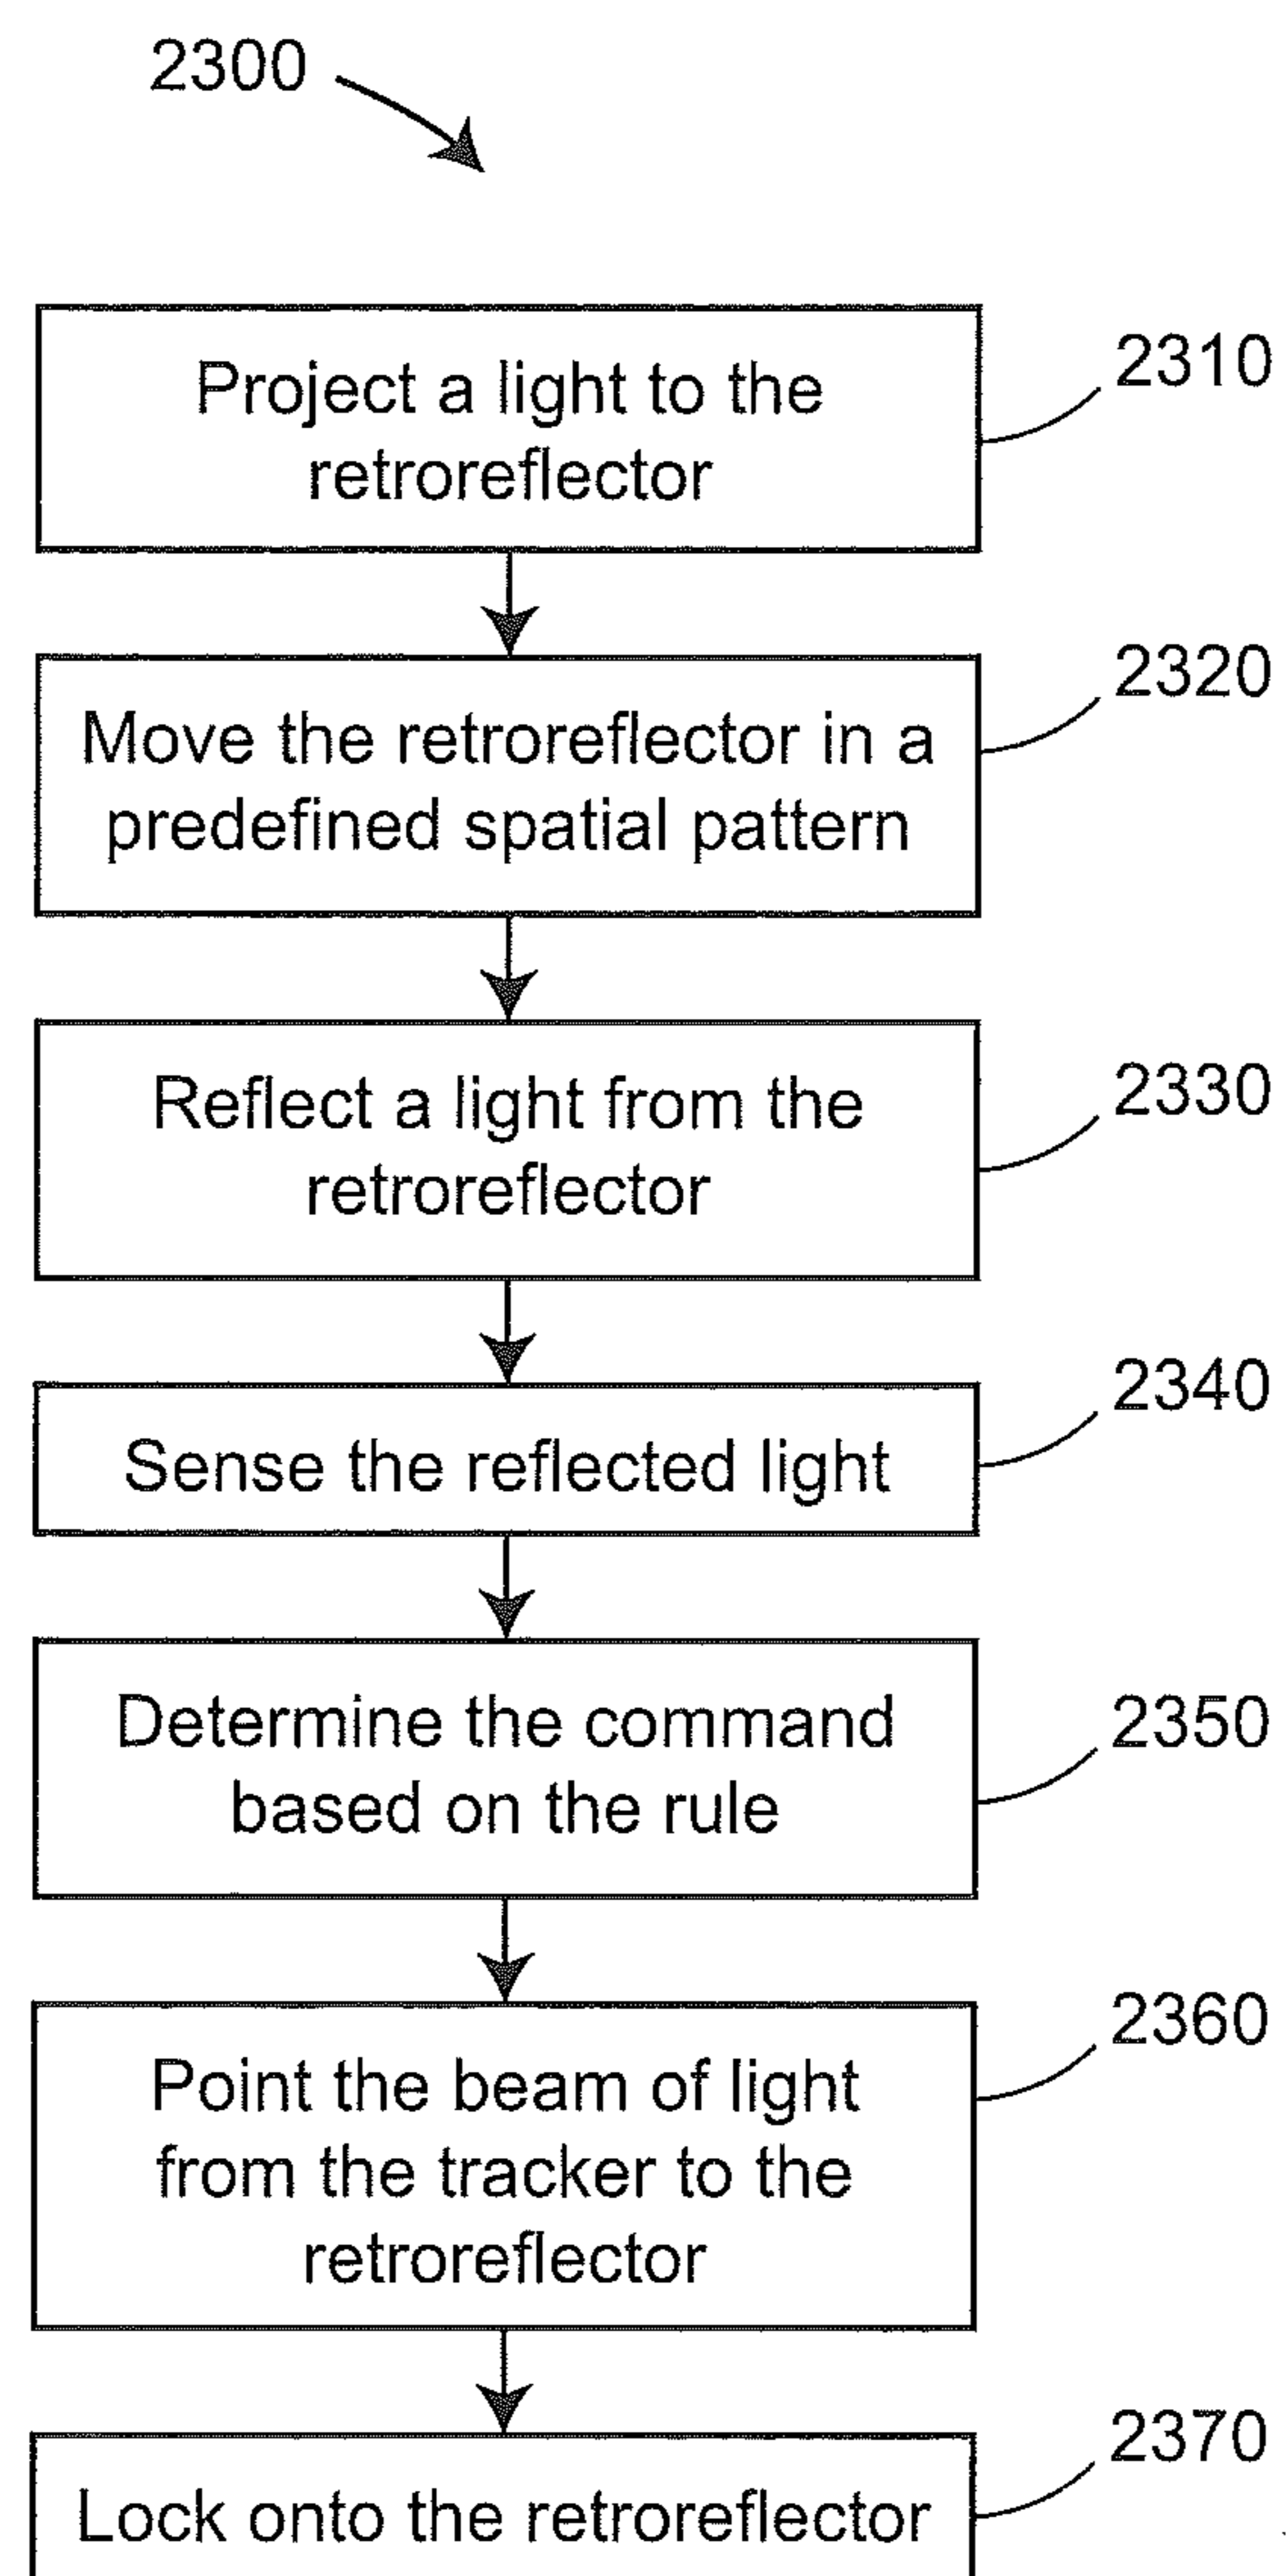 2300
Project a light to the
retroreflector
2310
Move the retroreflector in a
predefined spatial pattern
2320
Reflect a light from the
retroreflector
2330
Sense the reflected light
2340
Determine the command
based on the rule
2350
Point the beam of light
from the tracker to the
retroreflector
2360
Lock onto the retroreflector
2370